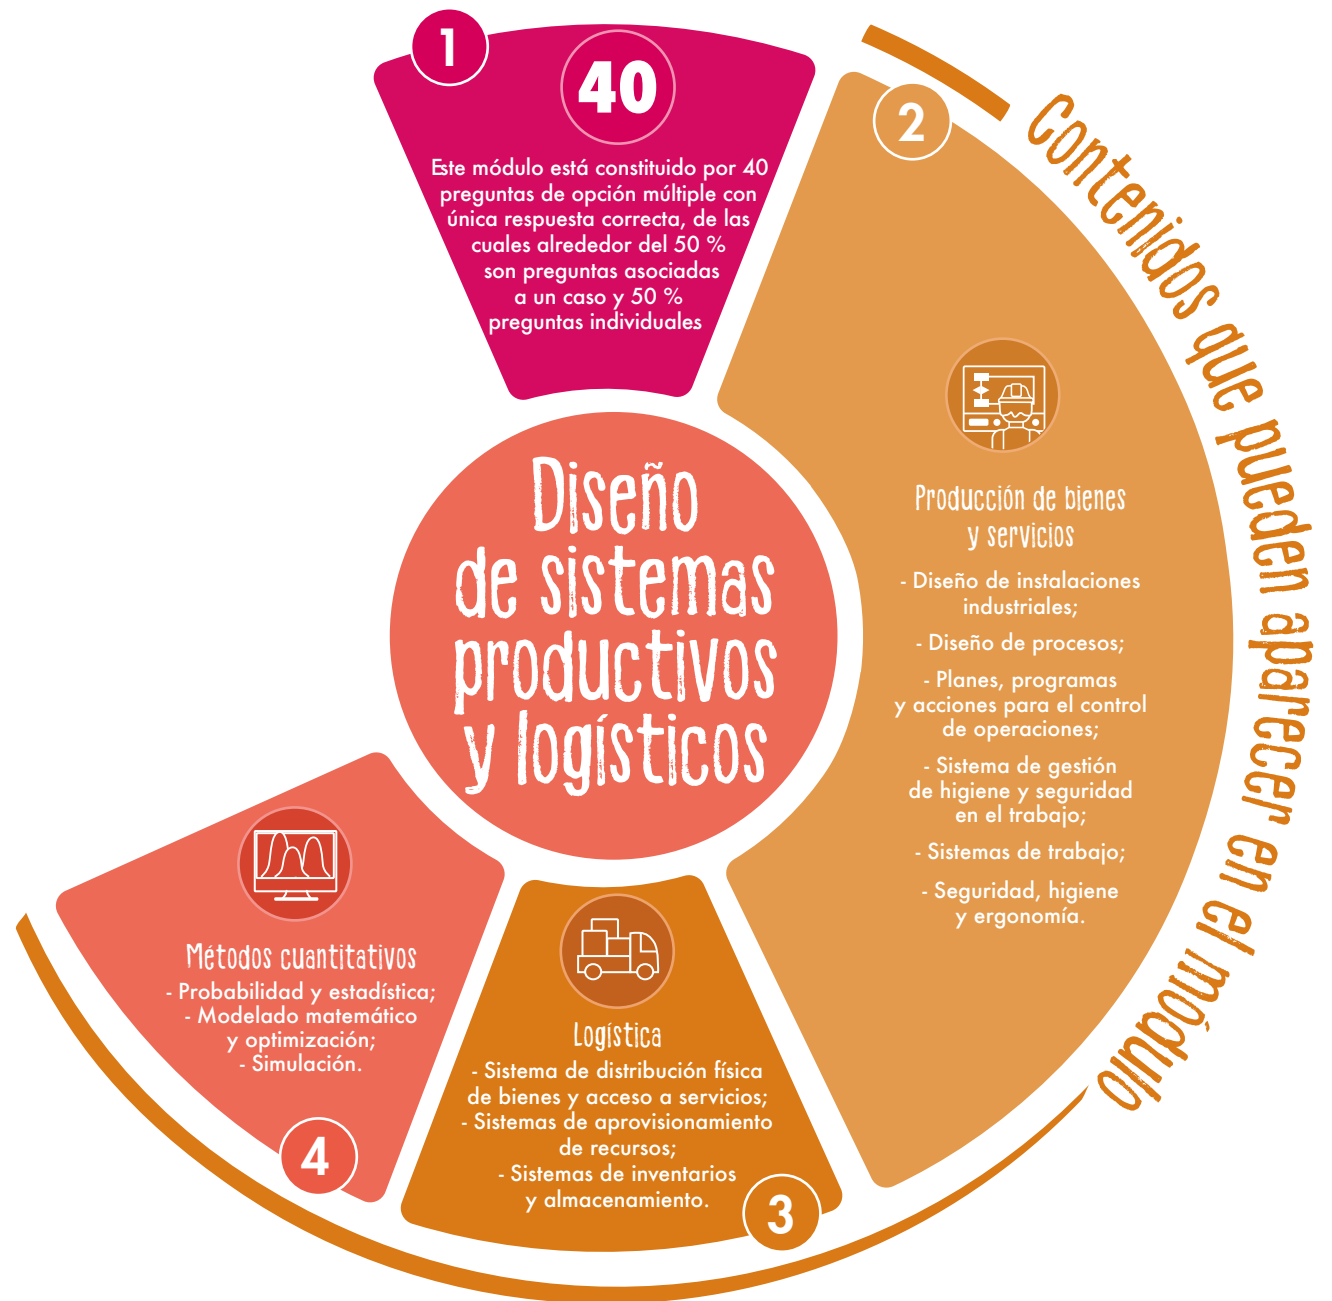 1
40
Este módulo está constituido por 40
preguntas de opción múltiple con
única respuesta correcta, de las
cuales alrededor del 50 %
son preguntas asociadas
a un caso y 50 %
preguntas individuales
2
Contenidos que pueden aparecer en el módulo
Producción de bienes
y servicios
- Diseño de instalaciones
industriales;
- Diseño de procesos;
- Planes, programas
y acciones para el control
de operaciones;
- Sistema de gestión
de higiene y seguridad
en el trabajo;
- Sistemas de trabajo;
- Seguridad, higiene
y ergonomía.
Diseño
de sistemas
productivos
y logísticos
Logística
- Sistema de distribución física
de bienes y acceso a servicios;
- Sistemas de aprovisionamiento
de recursos;
- Sistemas de inventarios
y almacenamiento.
3
Métodos cuantitativos
- Probabilidad y estadística;
- Modelado matemático
y optimización;
- Simulación.
4